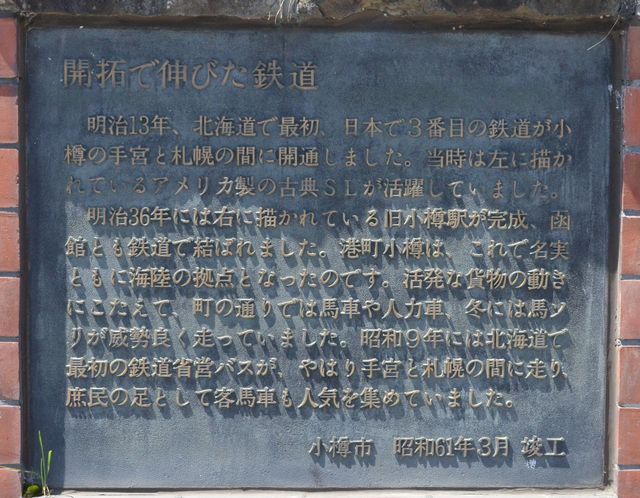 開拓で伸びた鉄道
明治13年、北海道で最初、日本で3番目の鉄道が小
樽の手宮と札幌の間に開通しました。当時は左に描か
れているアメリカ製の古典SLが活躍していました。
明治36年には右に描かれている旧小樽駅が完成、函
館とも鉄道で結ばれました。港町小樽は、これで名実
ともに海陸の拠点となったのです。活発な貨物の動き
にこたえて、町の通りでは馬車や人力車、冬には馬ソ
リが威勢良く走っていました。昭和9年には北海道で
最初の鉄道省営バスが、やはり手宮と札幌の間に走り、
庶民の足として客馬車も人気を集めていました。
小樽市 昭和61年3月 竣工